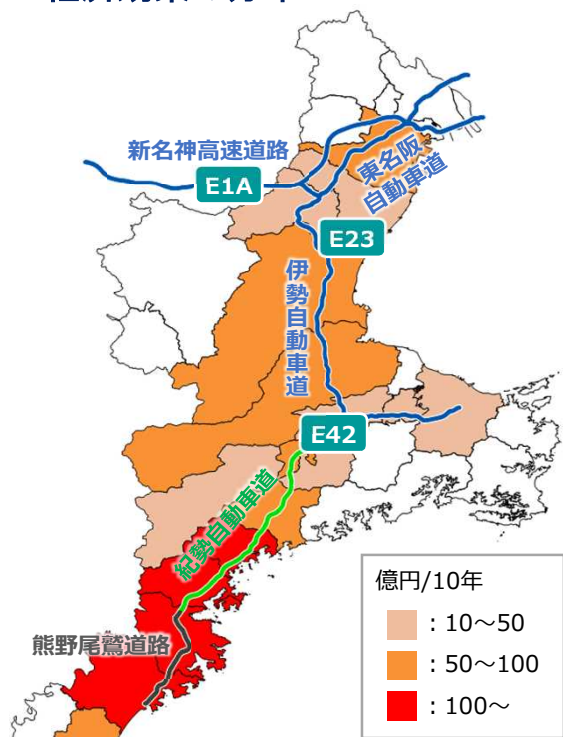 新名神高速道路
E1A
東名阪
自動車道
E23
伊勢自動車道
E42
紀勢自動車道
熊野尾鷲道路
億円/10年
：10～50
：50～100
：100～